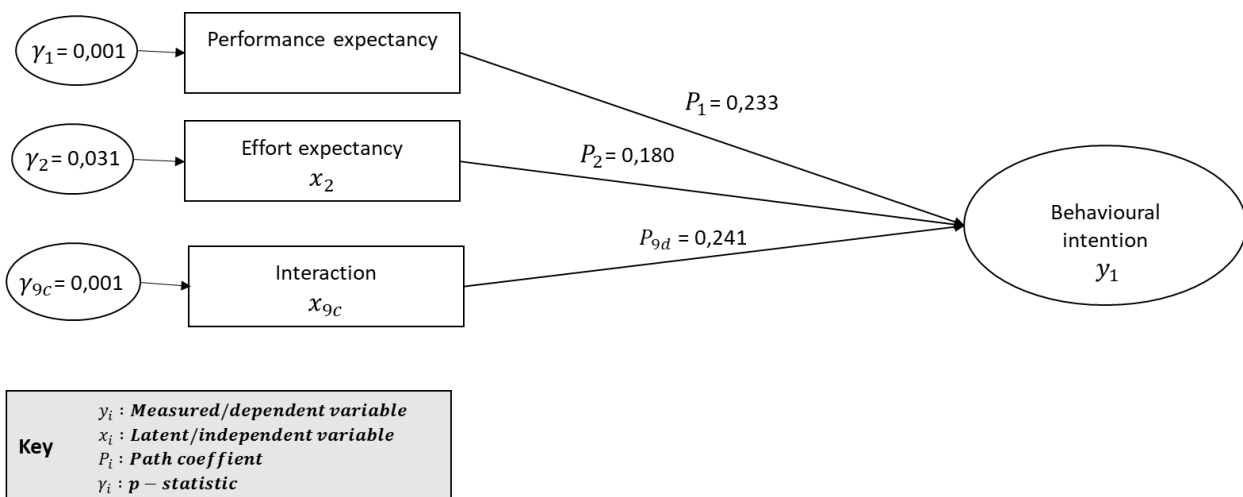 γ₁ = 0,001
Performance expectancy
P₁ = 0,233
γ₂ = 0,031
Effort expectancy
x₂
P₂ = 0,180
γ₉c = 0,001
Interaction
x₉c
P₉d = 0,241
Behavioural
intention
y₁
Key
yᵢ : Measured/dependent variable
xᵢ : Latent/independent variable
Pᵢ : Path coeffient
γᵢ : p − statistic